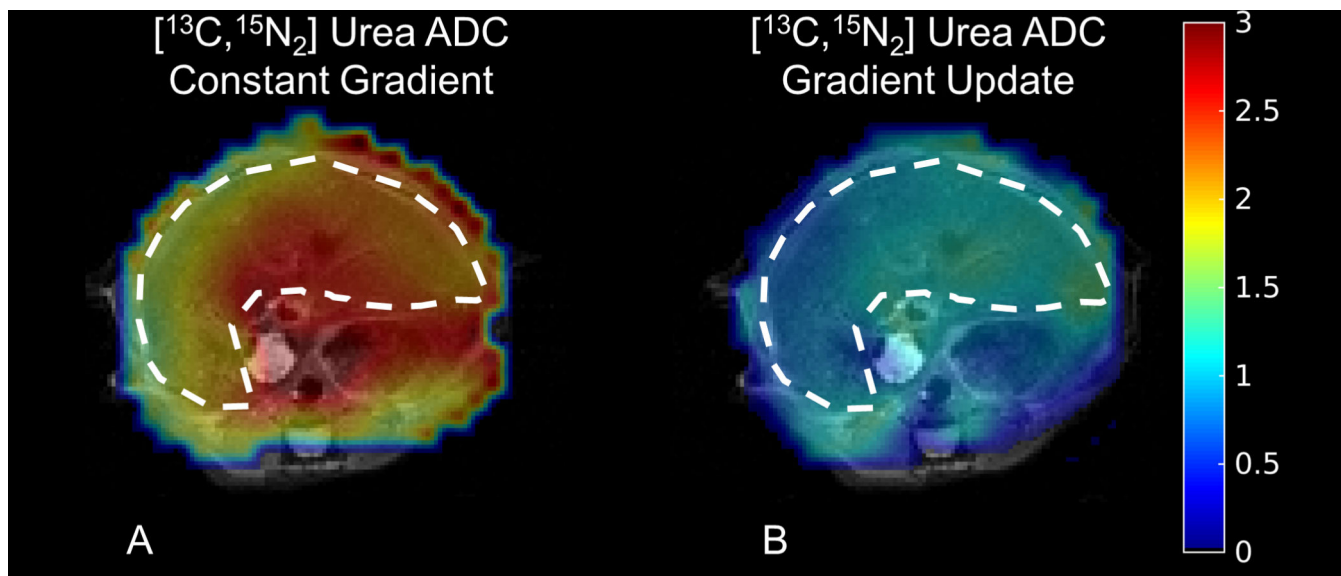 [¹³C,¹⁵N₂] Urea ADC
Constant Gradient
[¹³C,¹⁵N₂] Urea ADC
Gradient Update
3
2.5
2
1.5
1
0.5
0
A
B